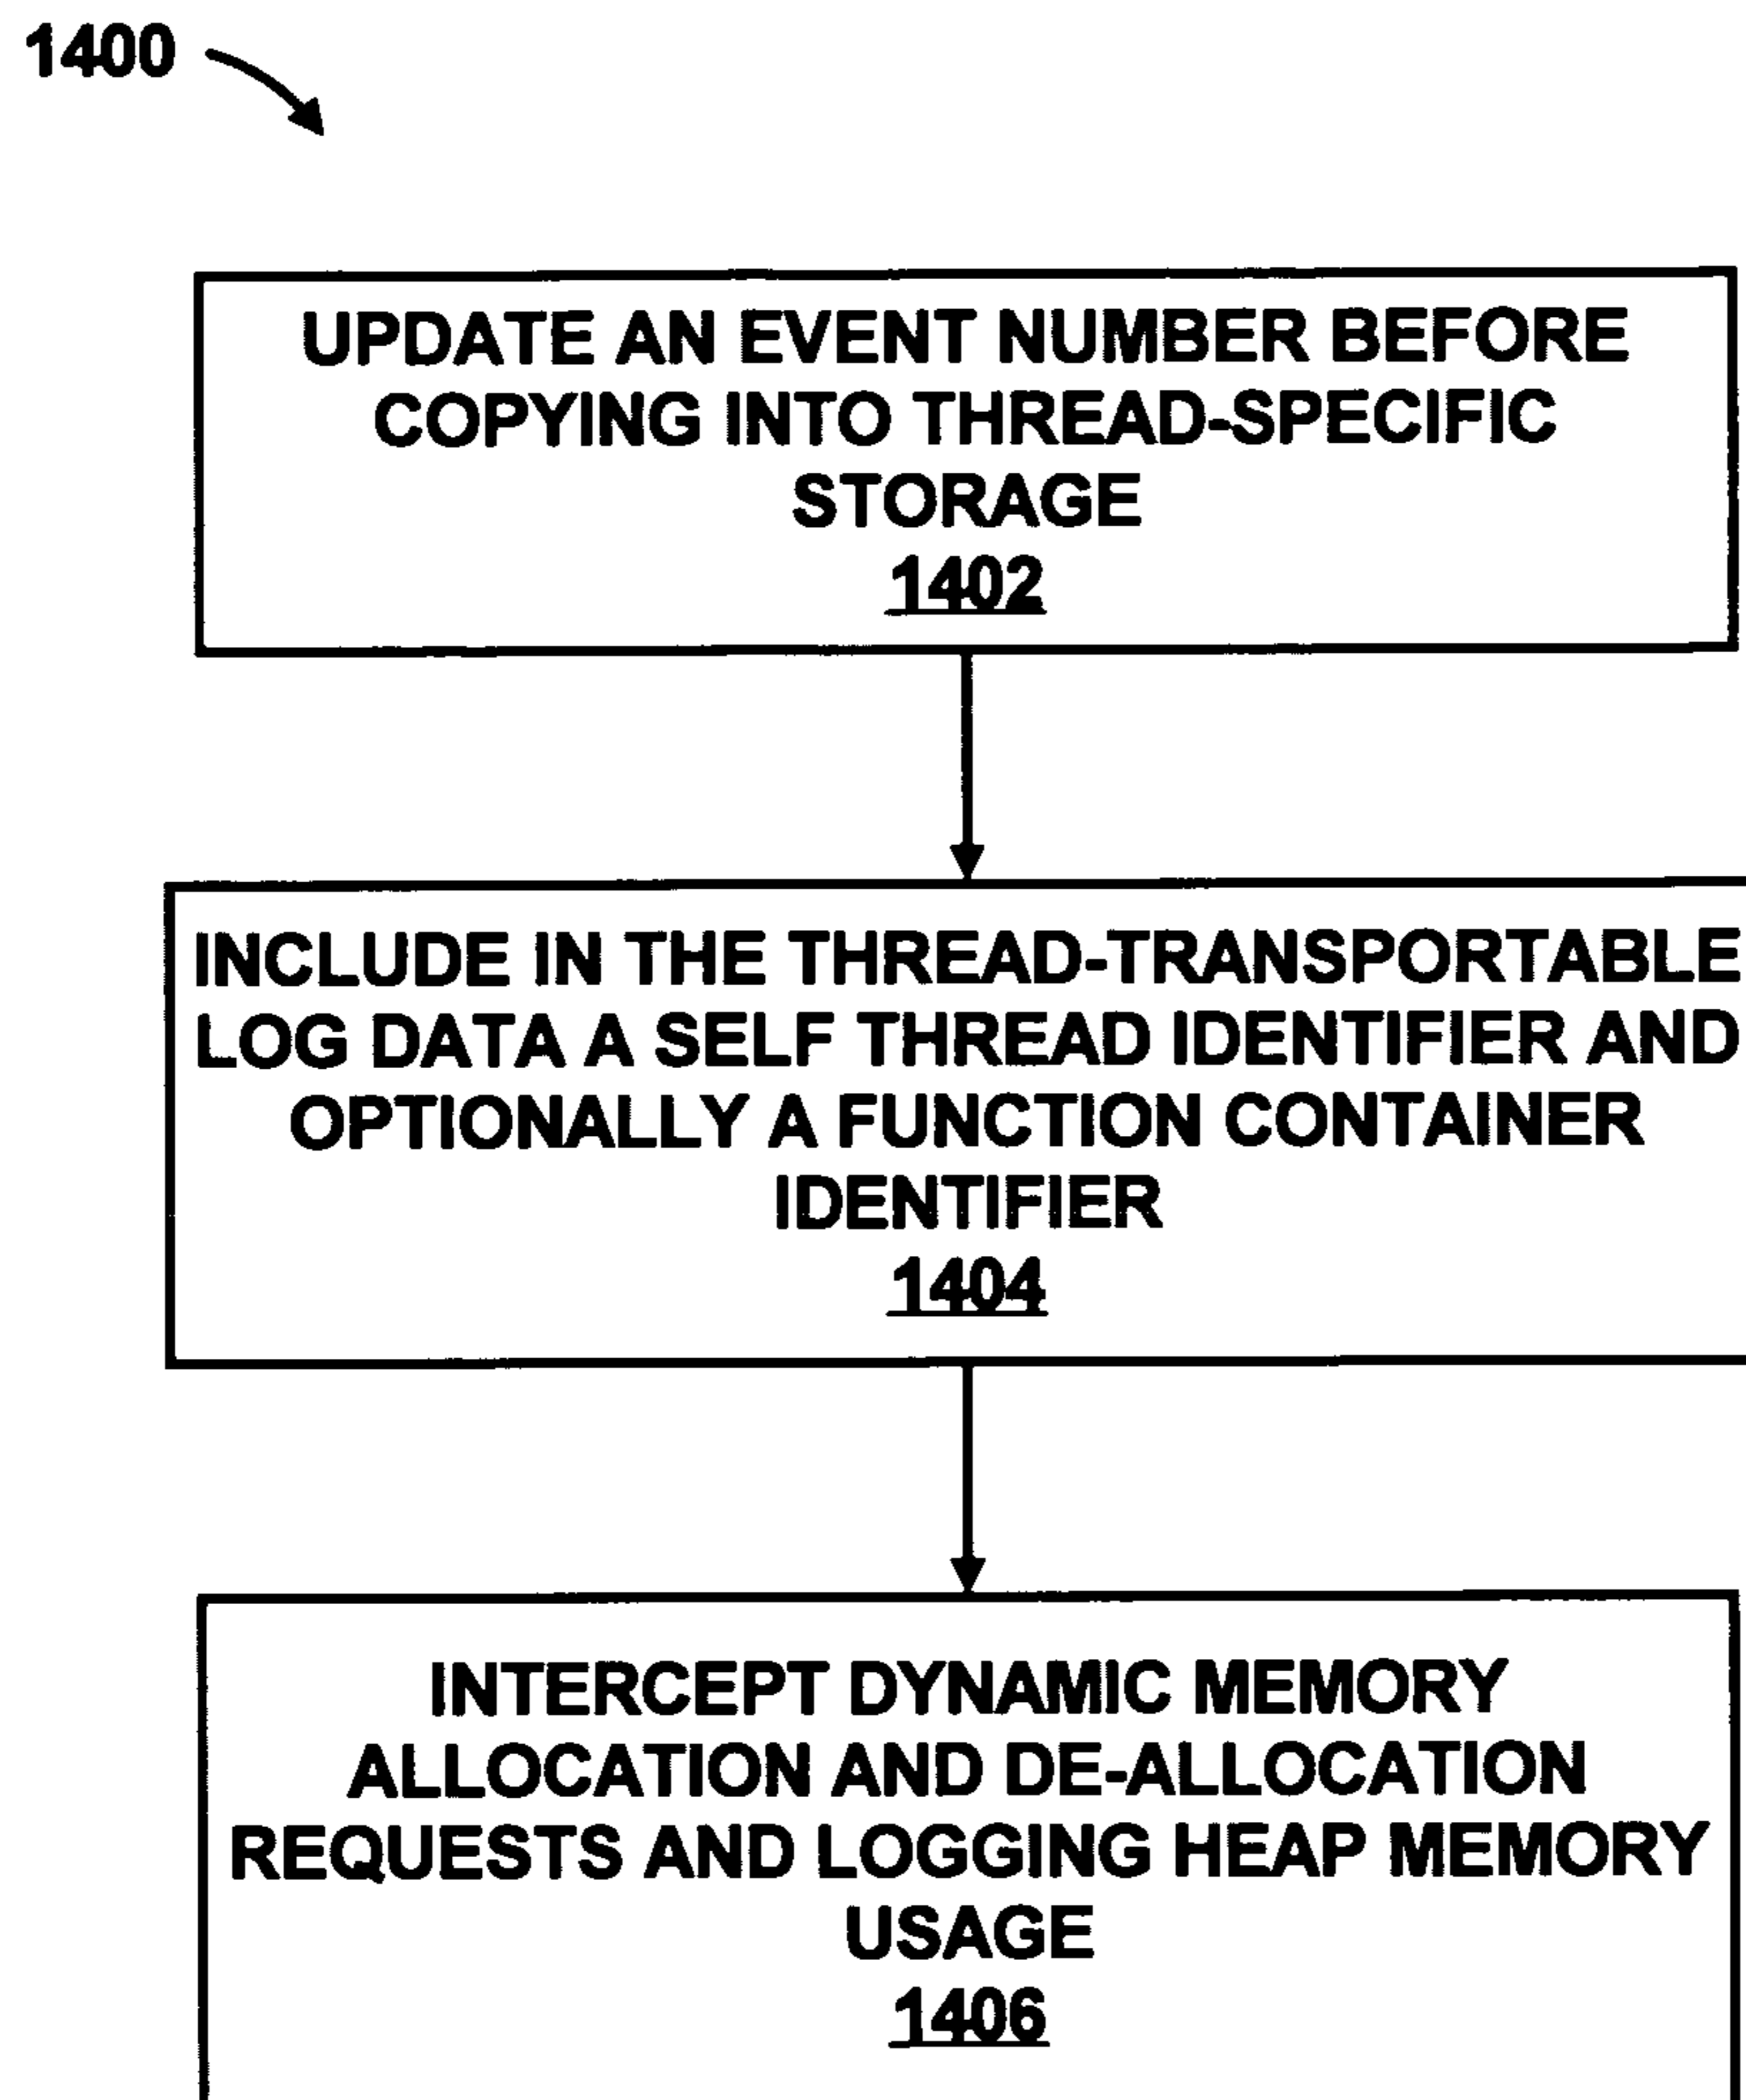 1400
UPDATE AN EVENT NUMBER BEFORE
COPYING INTO THREAD-SPECIFIC
STORAGE
1402
INCLUDE IN THE THREAD-TRANSPORTABLE
LOG DATA A SELF THREAD IDENTIFIER AND
OPTIONALLY A FUNCTION CONTAINER
IDENTIFIER
1404
INTERCEPT DYNAMIC MEMORY
ALLOCATION AND DE-ALLOCATION
REQUESTS AND LOGGING HEAP MEMORY
USAGE
1406